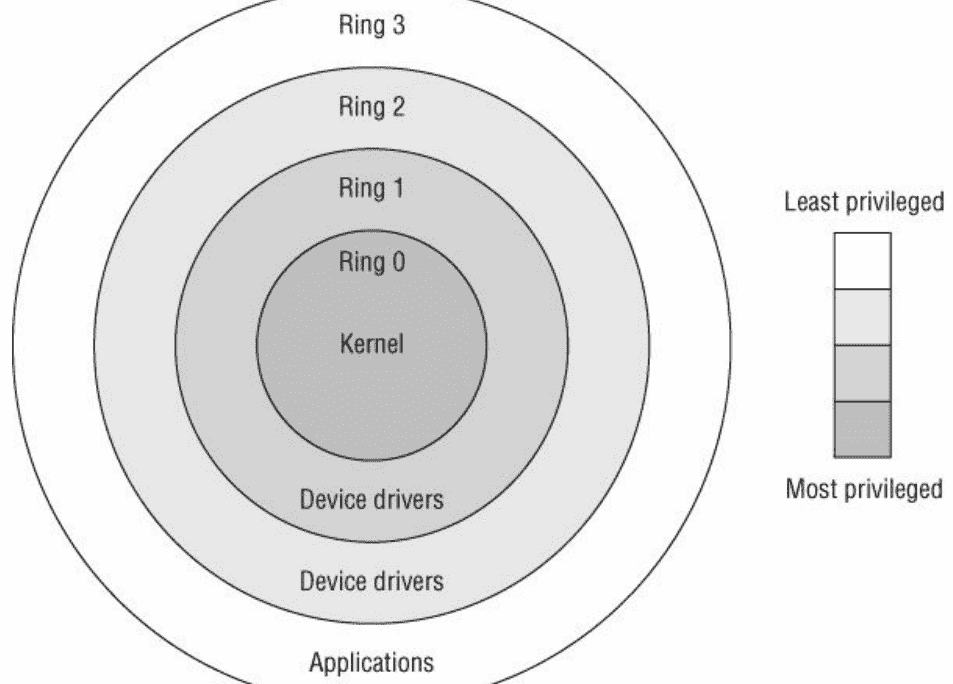 Ring 3
Ring 2
Ring 1
Ring 0
Kernel
Device drivers
Device drivers
Applications
Least privileged
Most privileged